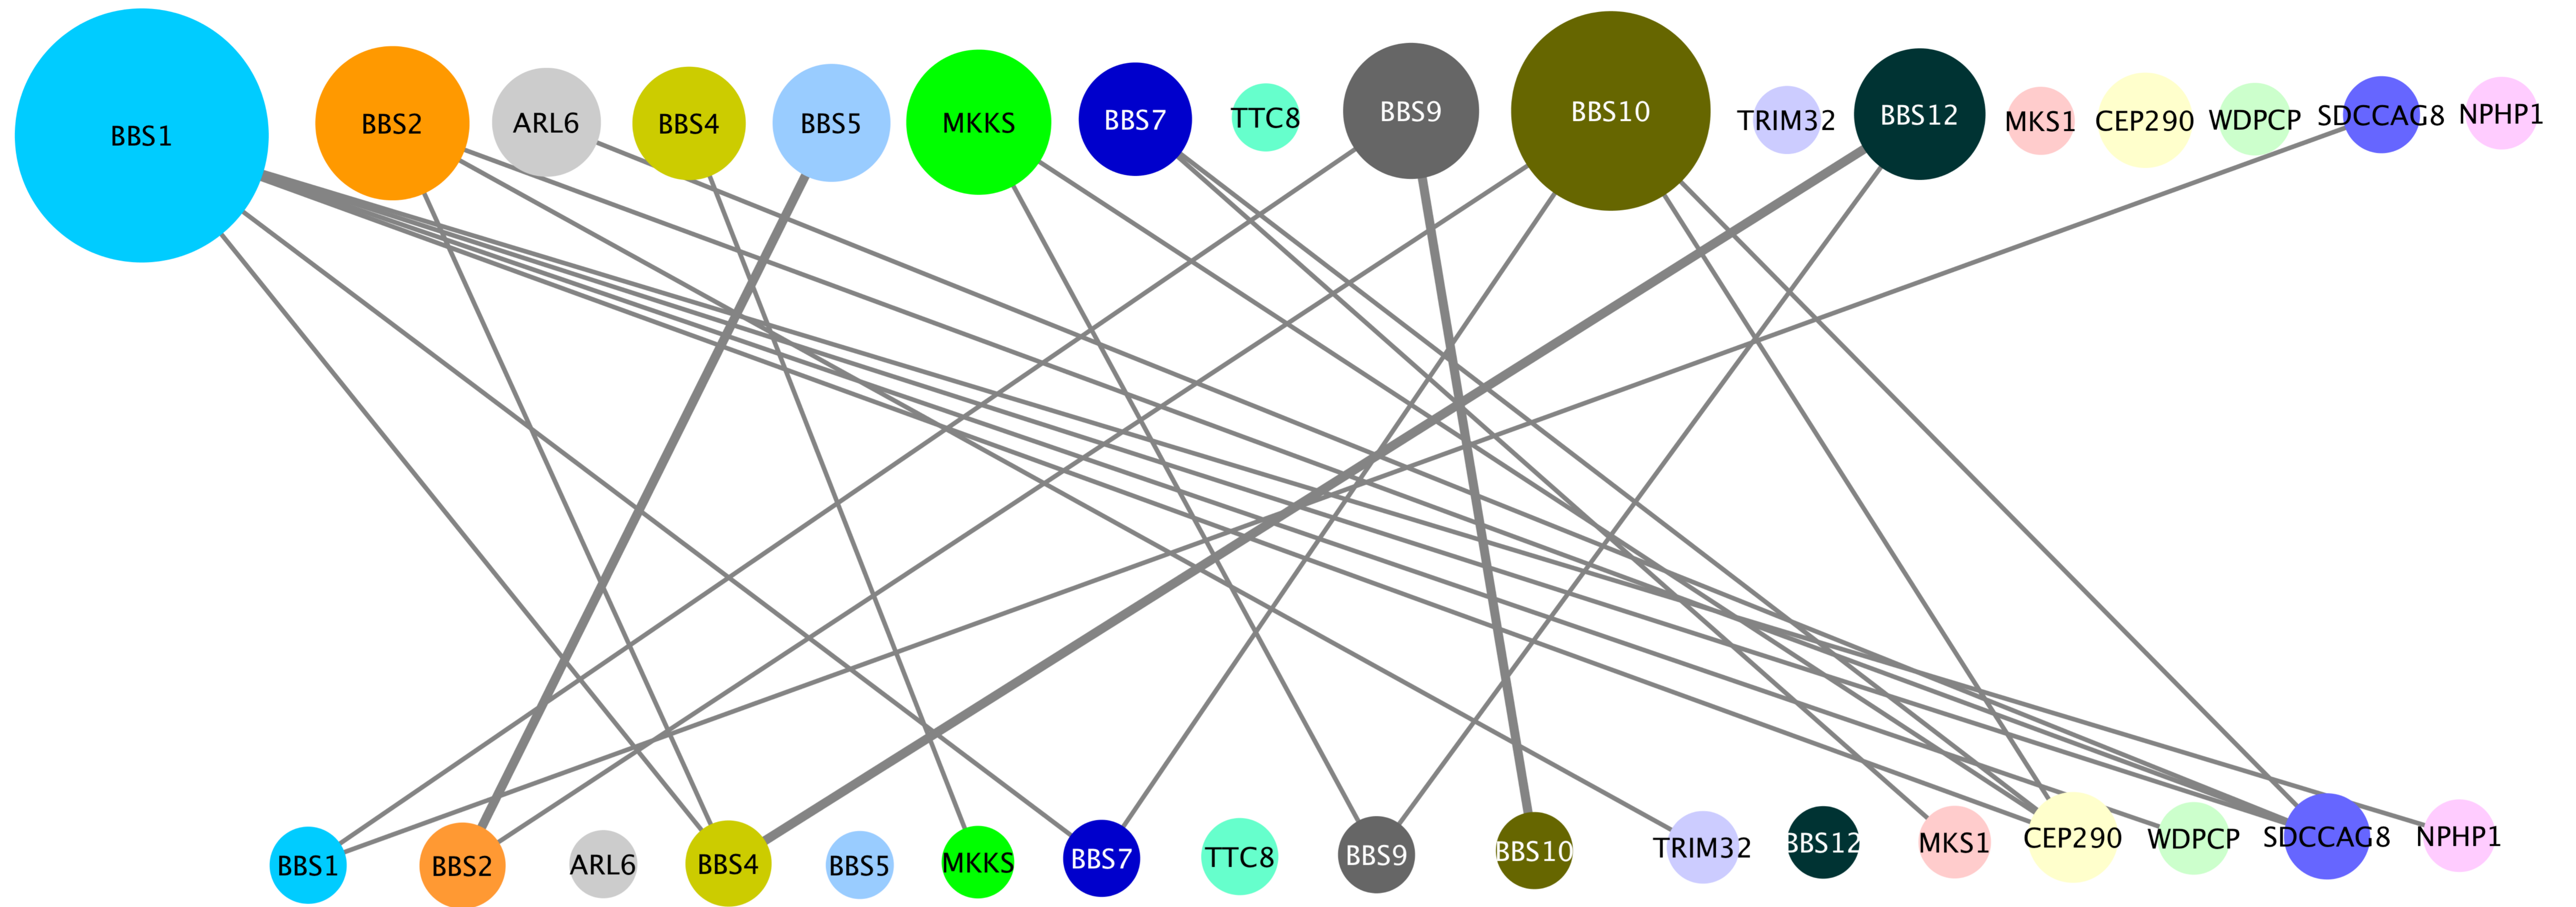 BBS1
BBS2
ARL6
BBS4
BBS5
MKKS
BBS7
TTC8
BBS9
BBS10
TRIM32
BBS12
MKS1
CEP290
WDPCP
SDCCAG8
NPHP1
BBS1
BBS2
ARL6
BBS4
BBS5
MKKS
BBS7
TTC8
BBS9
BBS10
TRIM32
BBS12
MKS1
CEP290
WDPCP
SDCCAG8
NPHP1